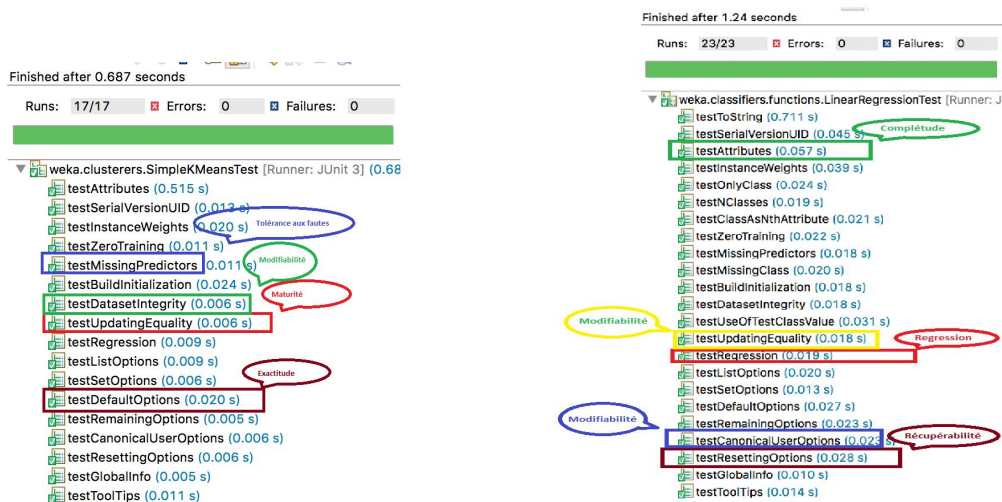 Finished after 0.687 seconds
Runs: 17/17 Errors: 0 Failures: 0
weka.clusterers.SimpleKMeansTest [Runner: JUnit 3] (0.68
testAttributes (0.515 s)
testSerialVersionUID (0.013 s)
testInstanceWeights (0.020 s)
Tolérance aux fautes
testZeroTraining (0.011 s)
testMissingPredictors (0.011 s)
Modifiabilité
testBuildInitialization (0.024 s)
testDatasetIntegrity (0.006 s)
Maturité
testUpdatingEquality (0.006 s)
testRegression (0.009 s)
testListOptions (0.009 s)
testSetOptions (0.006 s)
Exactitude
testDefaultOptions (0.020 s)
testRemainingOptions (0.005 s)
testCanonicalUserOptions (0.006 s)
testResettingOptions (0.006 s)
testGlobalInfo (0.005 s)
testToolTips (0.011 s)
Finished after 1.24 seconds
Runs: 23/23 Errors: 0 Failures: 0
weka.classifiers.functions.LinearRegressionTest [Runner: J
testToString (0.711 s)
testSerialVersionUID (0.045 s)
Complétude
testAttributes (0.057 s)
testInstanceWeights (0.039 s)
testOnlyClass (0.024 s)
testNClasses (0.019 s)
testClassAsNthAttribute (0.021 s)
testZeroTraining (0.022 s)
testMissingPredictors (0.018 s)
testMissingClass (0.020 s)
testBuildInitialization (0.018 s)
testDatasetIntegrity (0.018 s)
testUseOfTestClassValue (0.031 s)
Modifiabilité
testUpdatingEquality (0.018 s)
Regression
testRegression (0.019 s)
testListOptions (0.020 s)
testSetOptions (0.013 s)
testDefaultOptions (0.027 s)
Modifiabilité
testRemainingOptions (0.023 s)
testCanonicalUserOptions (0.023 s)
Récupérabilité
testResettingOptions (0.028 s)
testGlobalInfo (0.010 s)
testToolTips (0.014 s)